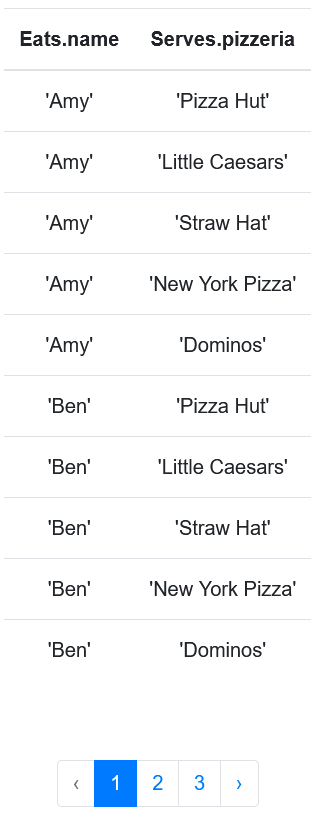 Eats.name Serves.pizzeria
'Amy' 'Pizza Hut'
'Amy' 'Little Caesars'
'Amy' 'Straw Hat'
'Amy' 'New York Pizza'
'Amy' 'Dominos'
'Ben' 'Pizza Hut'
'Ben' 'Little Caesars'
'Ben' 'Straw Hat'
'Ben' 'New York Pizza'
'Ben' 'Dominos'
‹ 1 2 3 ›